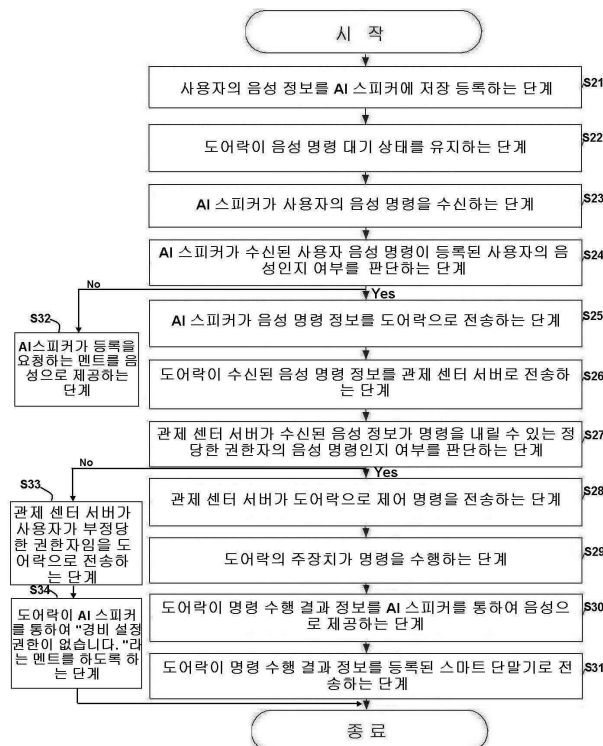 시 작
사용자의 음성 정보를 AI 스피커에 저장 등록하는 단계
S21
도어락이 음성 명령 대기 상태를 유지하는 단계
S22
AI 스피커가 사용자의 음성 명령을 수신하는 단계
S23
AI 스피커가 수신된 사용자 음성 명령이 등록된 사용자의 음
성인지 여부를 판단하는 단계
S24
No
Yes
S32
AI스피커가 등록을
요청하는 멘트를 음
성으로 제공하는
단계
AI 스피커가 음성 명령 정보를 도어락으로 전송하는 단계
S25
도어락이 수신된 음성 명령 정보를 관제 센터 서버로 전송하
는 단계
S26
관제 센터 서버가 수신된 음성 정보가 명령을 내릴 수 있는 정
당한 권한자의 음성 명령인지 여부를 판단하는 단계
S27
No
Yes
S33
관제 센터 서버가
사용자가 부정당
한 권한자임을 도
어락으로 전송하
는 단계
관제 센터 서버가 도어락으로 제어 명령을 전송하는 단계
S28
도어락의 주장치가 명령을 수행하는 단계
S29
S34
도어락이 AI 스피커
를 통하여 "경비 설정
권한이 없습니다. "라
는 멘트를 하도록 하
는 단계
도어락이 명령 수행 결과 정보를 AI 스피커를 통하여 음성으
로 제공하는 단계
S30
도어락이 명령 수행 결과 정보를 등록된 스마트 단말기로 전
송하는 단계
S31
종 료